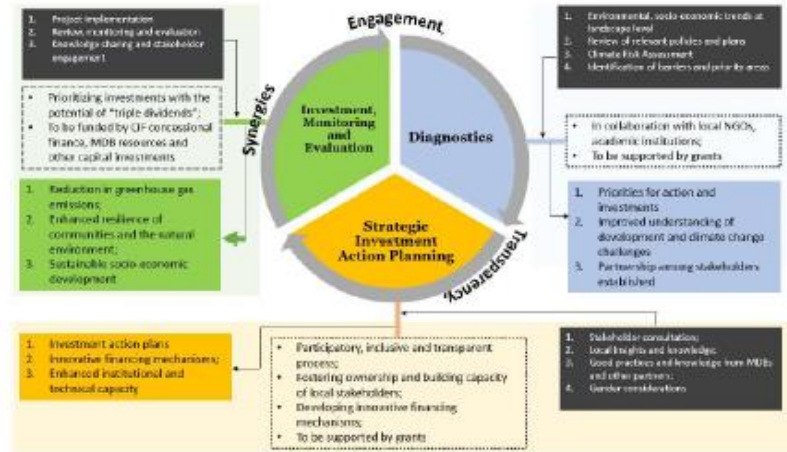 1. Project implementation
2. Review, monitoring and evaluation
3. Knowledge sharing and stakeholder
engagement
• Prioritizing investments with the
potential of "triple dividends";
• To be funded by CIF concessional
finance, MDB resources and
other capital investments
1. Reduction in greenhouse gas
emissions;
2. Enhanced resilience of
communities and the natural
environment;
3. Sustainable socio-economic
development
Engagement,
Synergies
Transparency,
Investment,
Monitoring
and
Evaluation
Diagnostics
Strategic
Investment
Action Planning
1. Environmental, socio-economic trends at
landscape level
2. Review of relevant policies and plans
3. Climate Risk Assessment
4. Identification of barriers and priority areas
• In collaboration with local NGOs,
academic institutions;
• To be supported by grants
1. Priorities for action and
investments
2. Improved understanding of
development and climate change
challenges
3. Partnership among stakeholders
established
1. Investment action plans
2. Innovative financing mechanisms;
3. Enhanced institutional and
technical capacity
• Participatory, inclusive and transparent
process;
• Fostering ownership and building capacity
of local stakeholders;
• Developing innovative financing
mechanisms;
• To be supported by grants
1. Stakeholder consultation;
2. Local insights and knowledge;
3. Good practices and knowledge from MDBs
and other partners;
4. Gender considerations